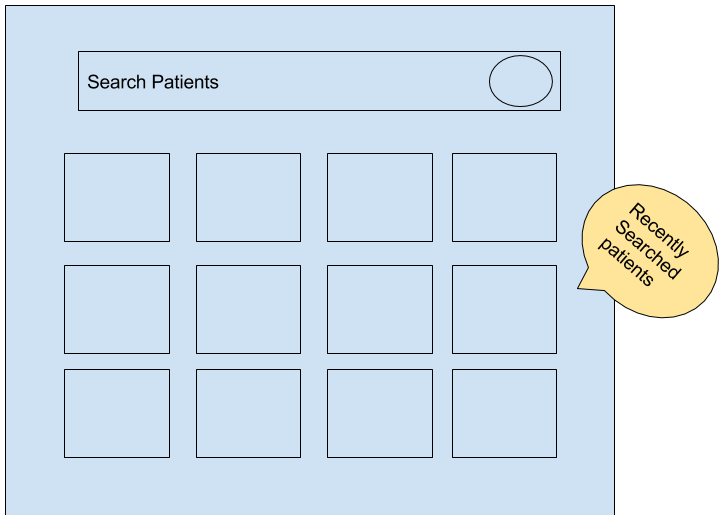 Search Patients
Recently
Searched
patients